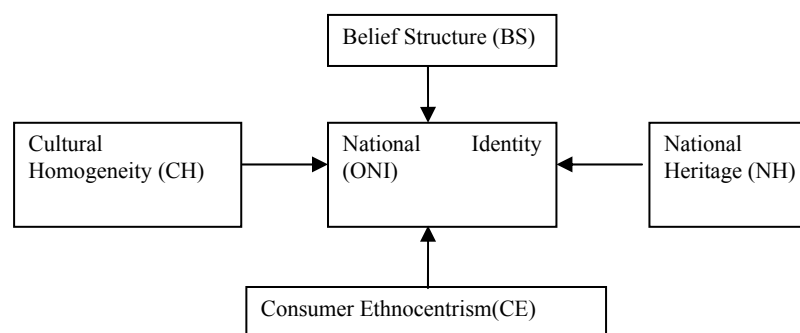 Belief Structure (BS)
Cultural
Homogeneity (CH)
National Identity
(ONI)
National
Heritage (NH)
Consumer Ethnocentrism(CE)